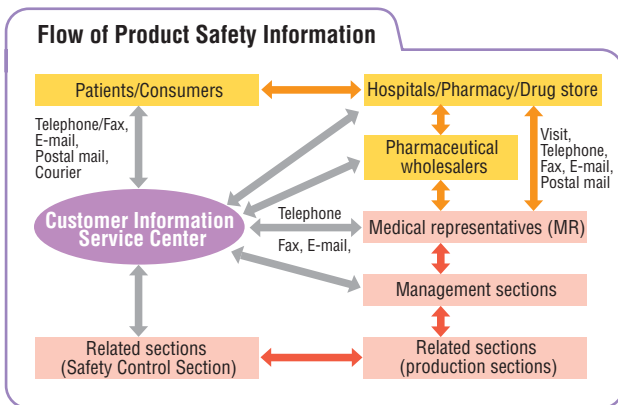 Flow of Product Safety Information
Patients/Consumers
Hospitals/Pharmacy/Drug store
Telephone/Fax,
E-mail,
Postal mail,
Courier
Visit,
Telephone,
Fax, E-mail,
Postal mail
Pharmaceutical
wholesalers
Customer Information
Service Center
Telephone
Fax, E-mail,
Medical representatives (MR)
Management sections
Related sections
(Safety Control Section)
Related sections
(production sections)